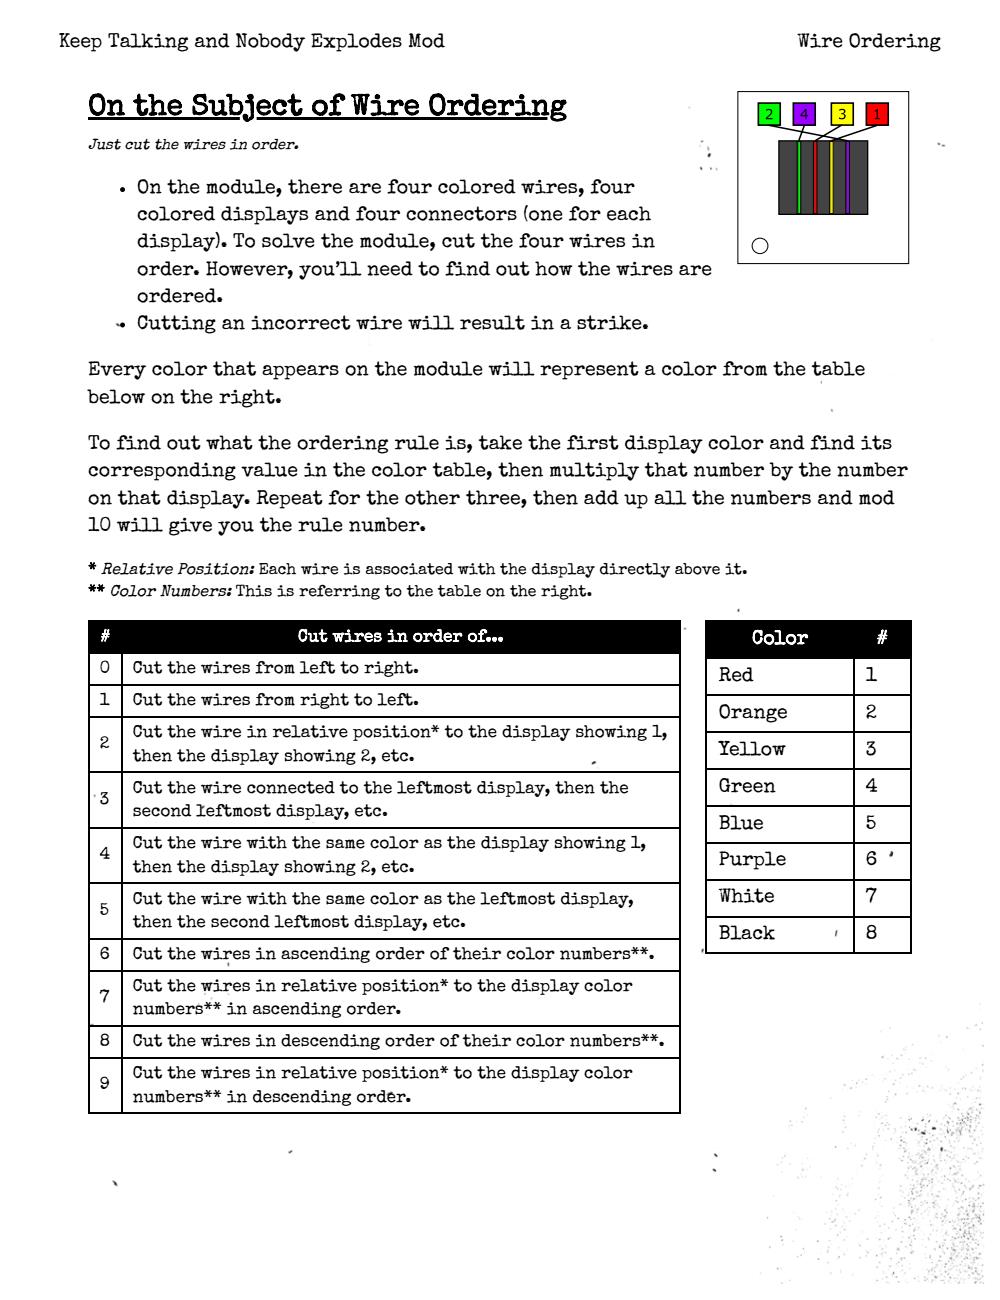 Keep Talking and Nobody Explodes Mod
Wire Ordering
On the Subject of Wire Ordering
2 4 3 1
Just cut the wires in order.
• On the module, there are four colored wires, four
colored displays and four connectors (one for each
display). To solve the module, cut the four wires in
order. However, you'll need to find out how the wires are
ordered.
• Cutting an incorrect wire will result in a strike.
Every color that appears on the module will represent a color from the table
below on the right.
To find out what the ordering rule is, take the first display color and find its
corresponding value in the color table, then multiply that number by the number
on that display. Repeat for the other three, then add up all the numbers and mod
10 will give you the rule number.
* Relative Position: Each wire is associated with the display directly above it.
** Color Numbers: This is referring to the table on the right.
# Cut wires in order of...
0 Cut the wires from left to right.
1 Cut the wires from right to left.
2 Cut the wire in relative position* to the display showing 1,
then the display showing 2, etc.
3 Cut the wire connected to the leftmost display, then the
second leftmost display, etc.
4 Cut the wire with the same color as the display showing 1,
then the display showing 2, etc.
5 Cut the wire with the same color as the leftmost display,
then the second leftmost display, etc.
6 Cut the wires in ascending order of their color numbers**.
7 Cut the wires in relative position* to the display color
numbers** in ascending order.
8 Cut the wires in descending order of their color numbers**.
9 Cut the wires in relative position* to the display color
numbers** in descending order.
Color #
Red 1
Orange 2
Yellow 3
Green 4
Blue 5
Purple 6
White 7
Black 8